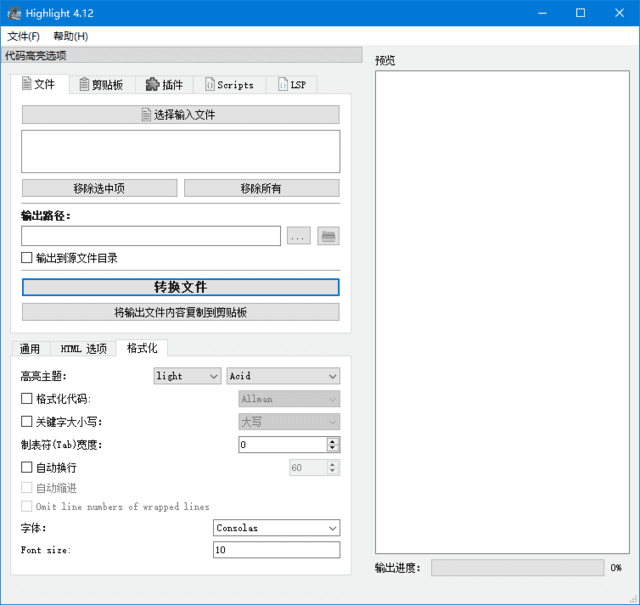 Highlight 4.12
文件(F) 帮助(H)
代码高亮选项
预览
文件 剪贴板 插件 Scripts LSP
选择输入文件
移除选中项 移除所有
输出路径:
...
输出到源文件目录
转换文件
将输出文件内容复制到剪贴板
通用 HTML 选项 格式化
高亮主题: light Acid
格式化代码: Allman
关键字大小写: 大写
制表符(Tab)宽度: 0
自动换行 60
自动缩进
Omit line numbers of wrapped lines
字体: Consolas
Font size: 10
输出进度: 0%